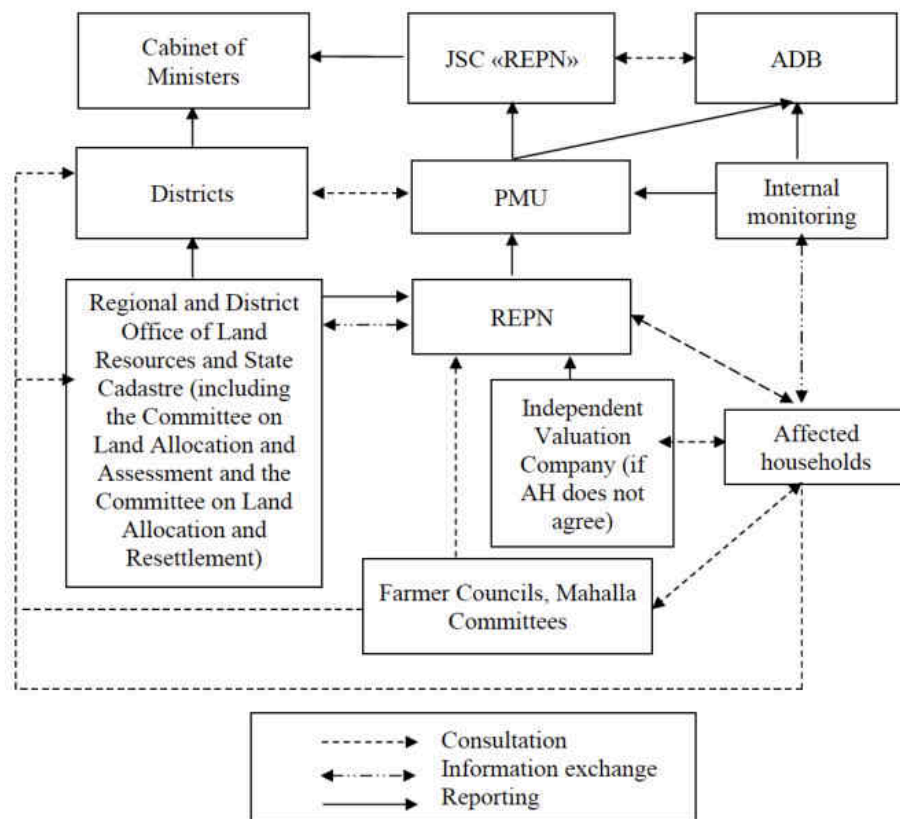 Cabinet of
Ministers
JSC «REPN»
ADB
Districts
PMU
Internal
monitoring
Regional and District
Office of Land
Resources and State
Cadastre (including
the Committee on
Land Allocation and
Assessment and the
Committee on Land
Allocation and
Resettlement)
REPN
Independent
Valuation
Company (if
AH does not
agree)
Affected
households
Farmer Councils, Mahalla
Committees
Consultation
Information exchange
Reporting